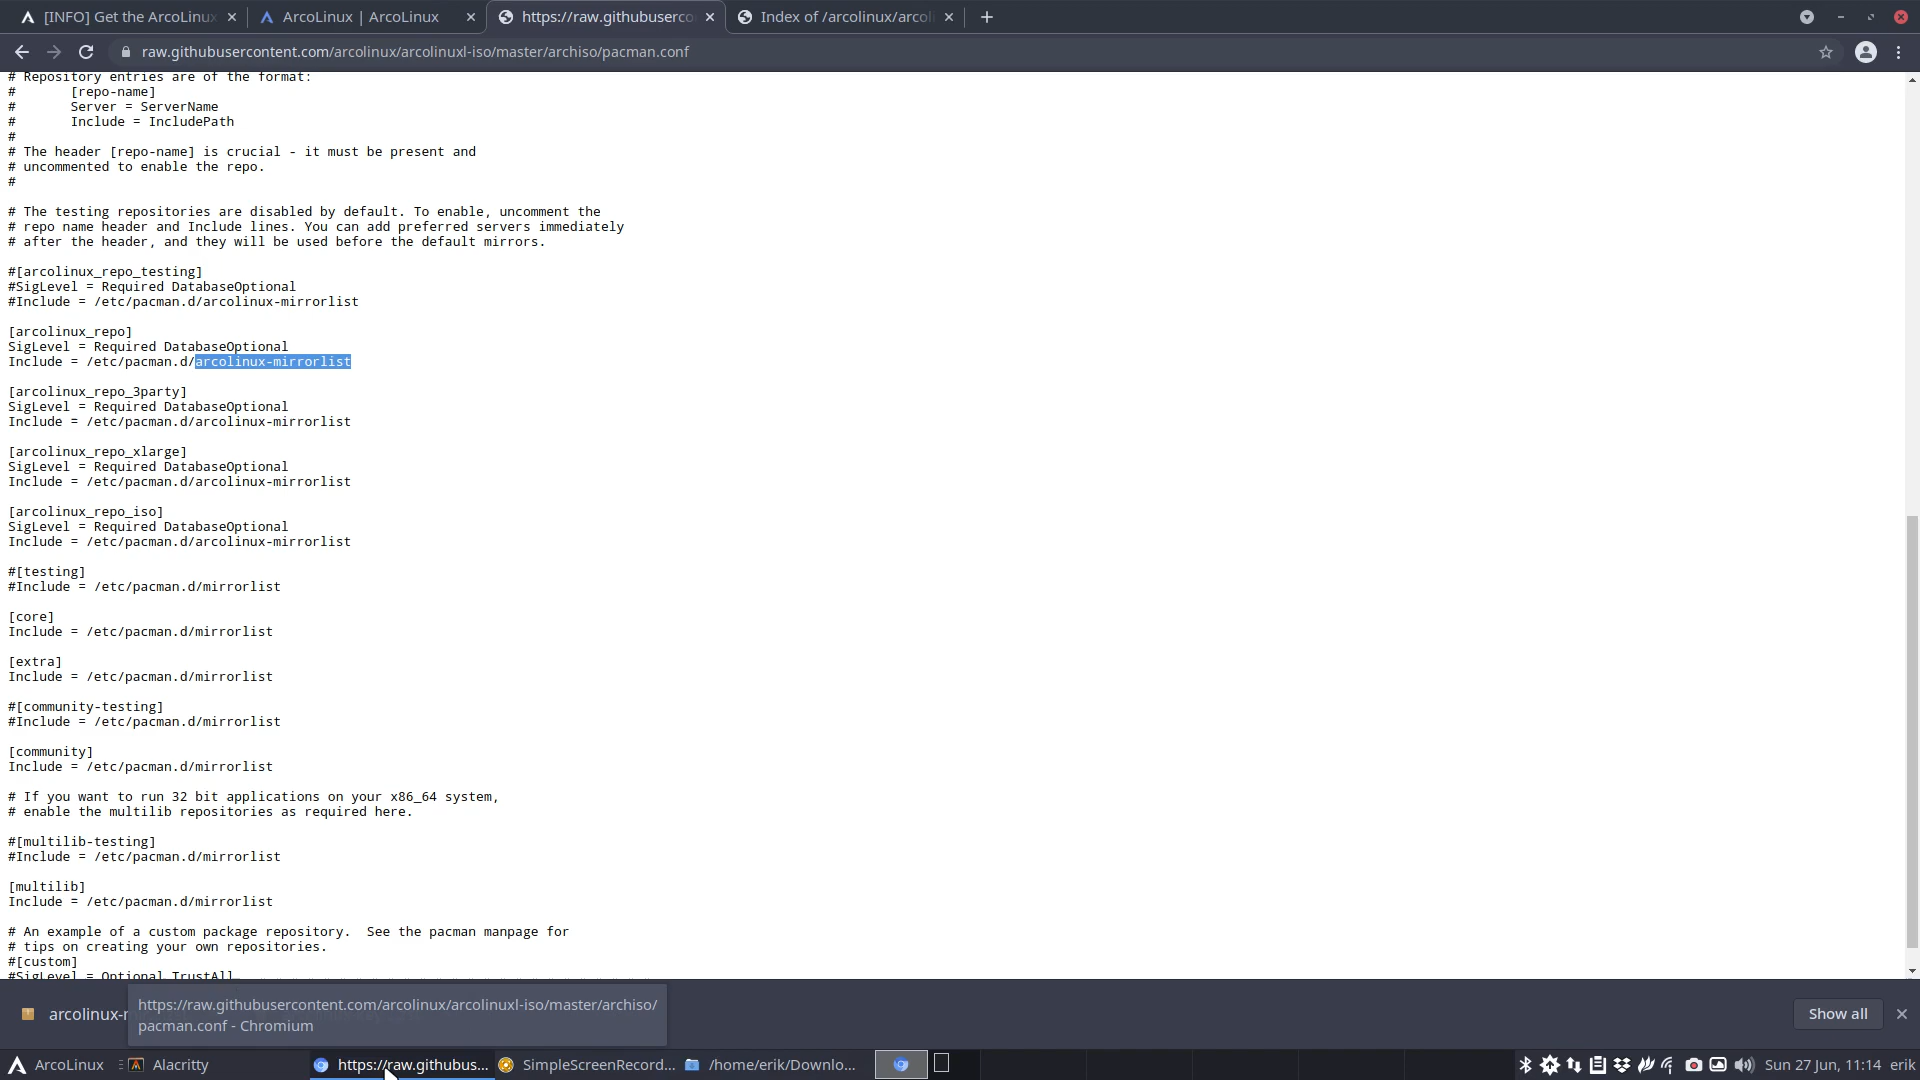 [INFO] Get the ArcoLinux
ArcoLinux | ArcoLinux
https://raw.githubuserco
Index of /arcolinux/arcol
raw.githubusercontent.com/arcolinux/arcolinuxl-iso/master/archiso/pacman.conf
# Repository entries are of the format:
#       [repo-name]
#       Server = ServerName
#       Include = IncludePath
#
# The header [repo-name] is crucial - it must be present and
# uncommented to enable the repo.
#
# The testing repositories are disabled by default. To enable, uncomment the
# repo name header and Include lines. You can add preferred servers immediately
# after the header, and they will be used before the default mirrors.
#[arcolinux_repo_testing]
#SigLevel = Required DatabaseOptional
#Include = /etc/pacman.d/arcolinux-mirrorlist
[arcolinux_repo]
SigLevel = Required DatabaseOptional
Include = /etc/pacman.d/arcolinux-mirrorlist
[arcolinux_repo_3party]
SigLevel = Required DatabaseOptional
Include = /etc/pacman.d/arcolinux-mirrorlist
[arcolinux_repo_xlarge]
SigLevel = Required DatabaseOptional
Include = /etc/pacman.d/arcolinux-mirrorlist
[arcolinux_repo_iso]
SigLevel = Required DatabaseOptional
Include = /etc/pacman.d/arcolinux-mirrorlist
#[testing]
#Include = /etc/pacman.d/mirrorlist
[core]
Include = /etc/pacman.d/mirrorlist
[extra]
Include = /etc/pacman.d/mirrorlist
#[community-testing]
#Include = /etc/pacman.d/mirrorlist
[community]
Include = /etc/pacman.d/mirrorlist
# If you want to run 32 bit applications on your x86_64 system,
# enable the multilib repositories as required here.
#[multilib-testing]
#Include = /etc/pacman.d/mirrorlist
[multilib]
Include = /etc/pacman.d/mirrorlist
# An example of a custom package repository.  See the pacman manpage for
# tips on creating your own repositories.
#[custom]
#SigLevel = Optional TrustAll
arcolinux-
https://raw.githubusercontent.com/arcolinux/arcolinuxl-iso/master/archiso/
pacman.conf - Chromium
Show all
ArcoLinux
Alacritty
https://raw.githubus...
SimpleScreenRecord...
/home/erik/Downlo...
Sun 27 Jun, 11:14
erik